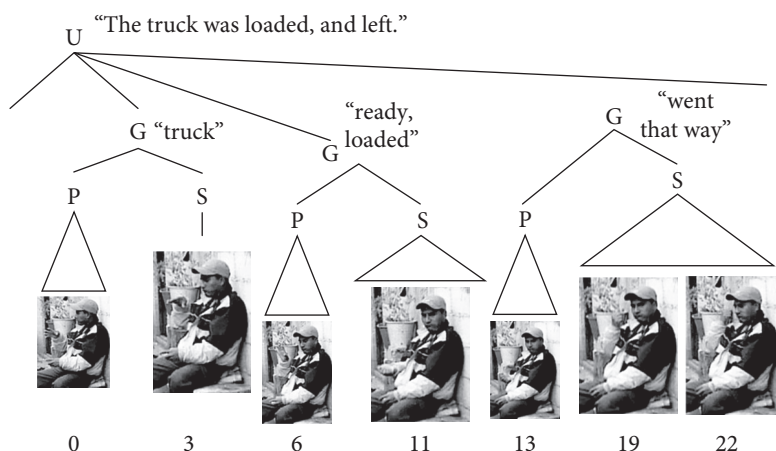 “The truck was loaded, and left.”
U
“ready,
loaded”
“went
that way”
G “truck”
G
G
P
S
P
S
P
S
0 3 6 11 13 19 22